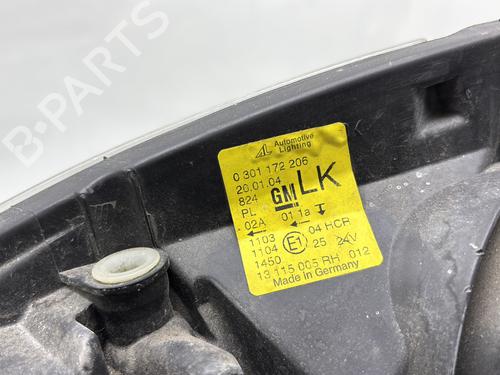 B-PARTS
AL Automotive Lighting
0 301 172 206
20.01.04
824 GM LK
PL
02A 01 1a
1103 04 HCR
1104 E1 25 24V
1450
13 115 005 RH 012
Made in Germany